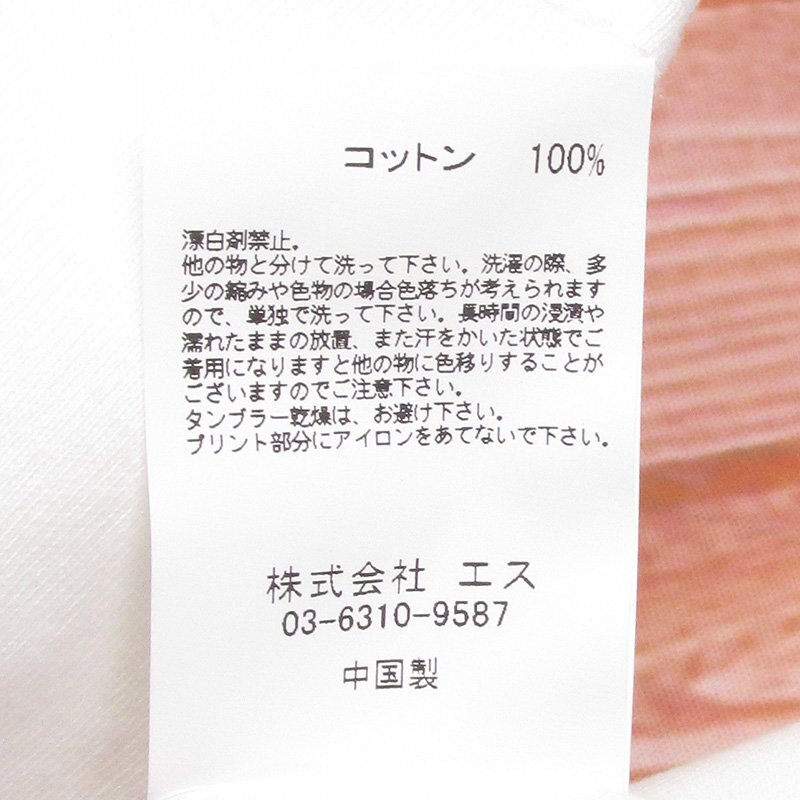 コットン 100%
漂白剤禁止。
他の物と分けて洗って下さい。洗濯の際、多
少の縮みや色物の場合色落ちが考えられます
ので、単独で洗って下さい。長時間の浸漬や
濡れたままの放置、また汗をかいた状態でご
着用になりますと他の物に色移りすることが
ございますのでご注意下さい。
タンブラー乾燥は、お避け下さい。
プリント部分にアイロンをあてないで下さい。
株式会社 エス
03-6310-9587
中国製